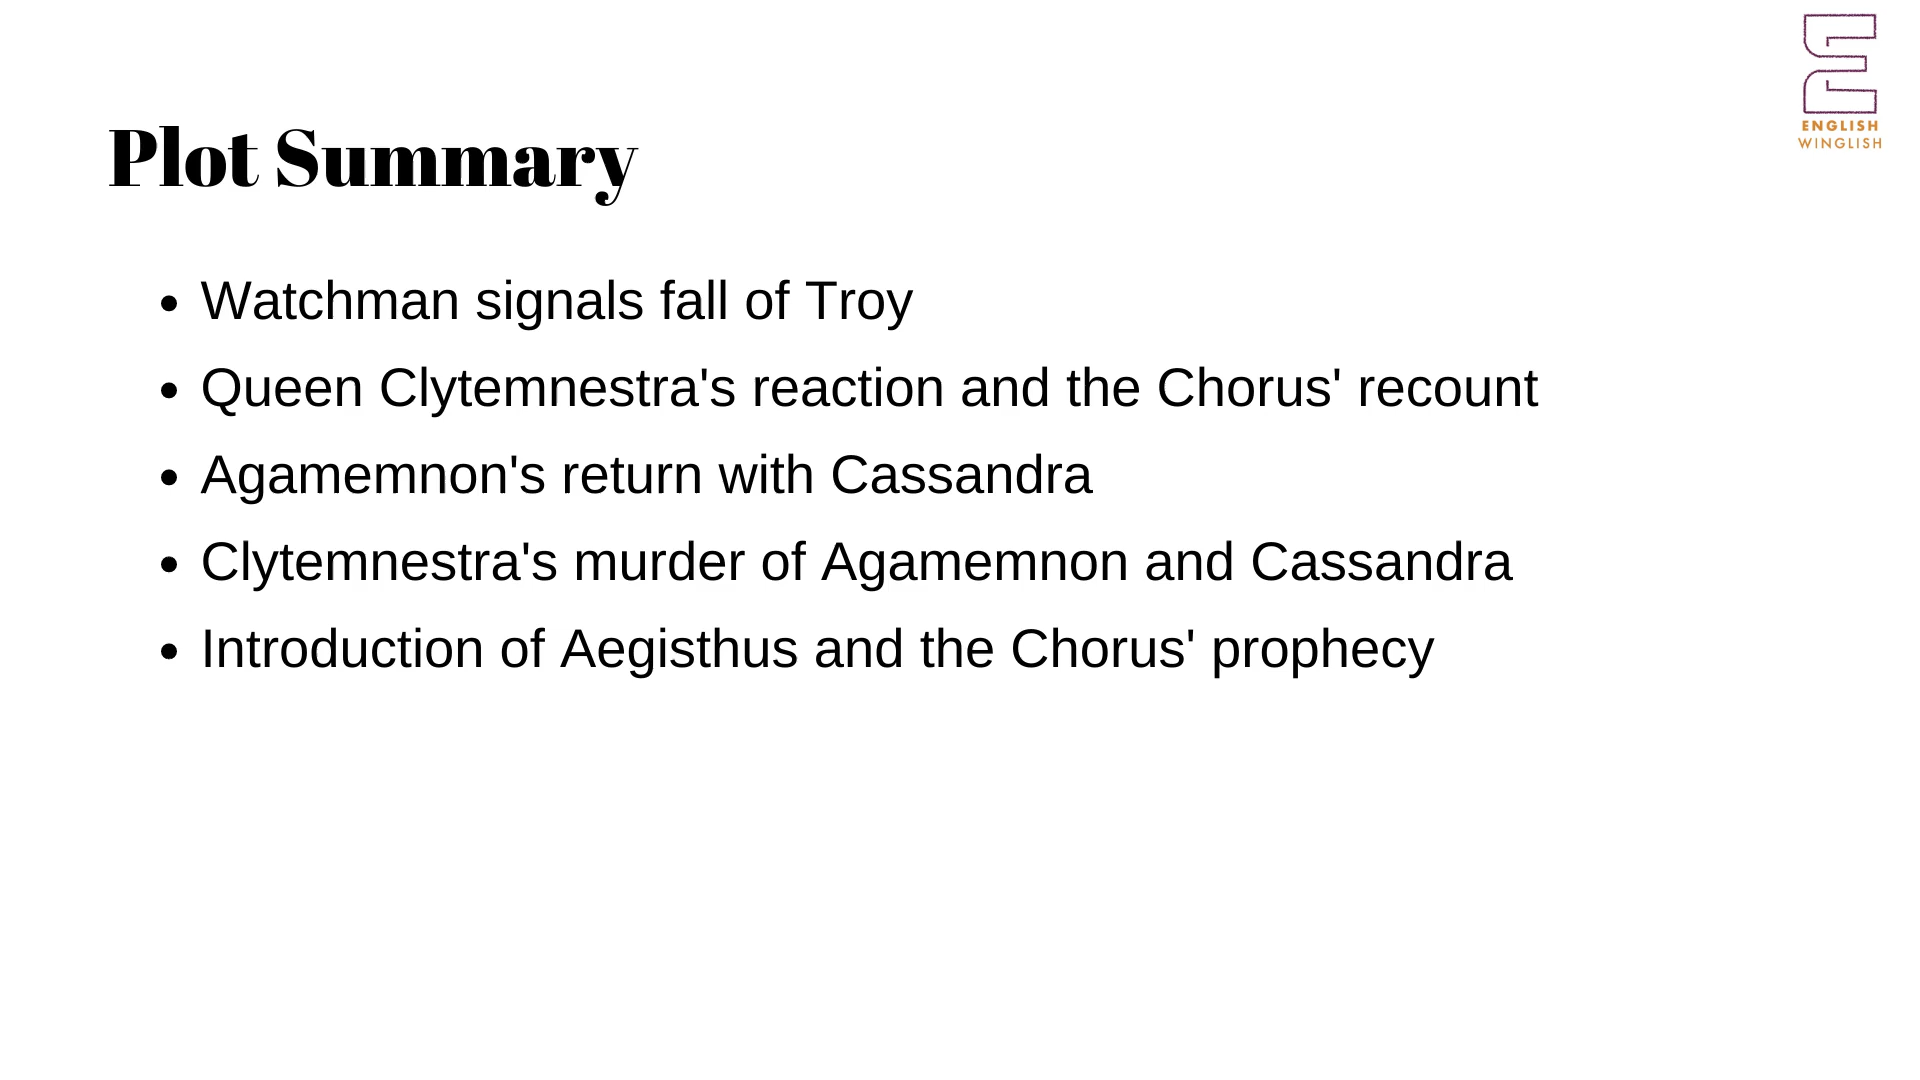 ENGLISH
WINGLISH
Plot Summary
• Watchman signals fall of Troy
• Queen Clytemnestra's reaction and the Chorus' recount
• Agamemnon's return with Cassandra
• Clytemnestra's murder of Agamemnon and Cassandra
• Introduction of Aegisthus and the Chorus' prophecy